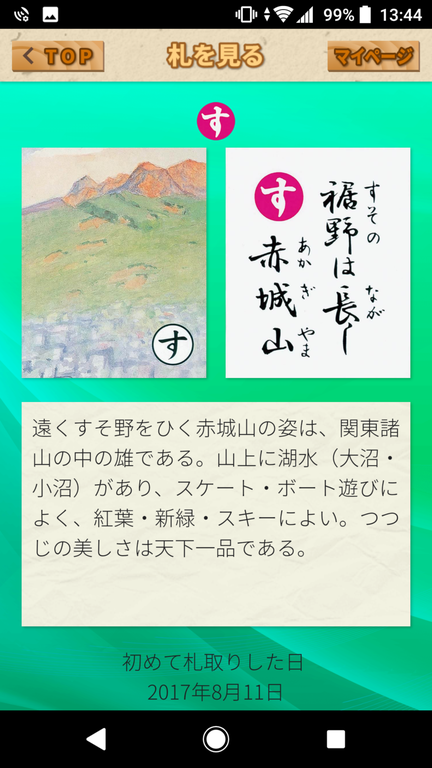 99% 13:44
TOP
札を見る
マイページ
す
す
す
裾野は長し
すその
なが
赤城山
あか ぎ やま
遠くすそ野をひく赤城山の姿は、関東諸
山の中の雄である。山上に湖水（大沼・
小沼）があり、スケート・ボート遊びに
よく、紅葉・新緑・スキーによい。つつ
じの美しさは天下一品である。
初めて札取りした日
2017年8月11日